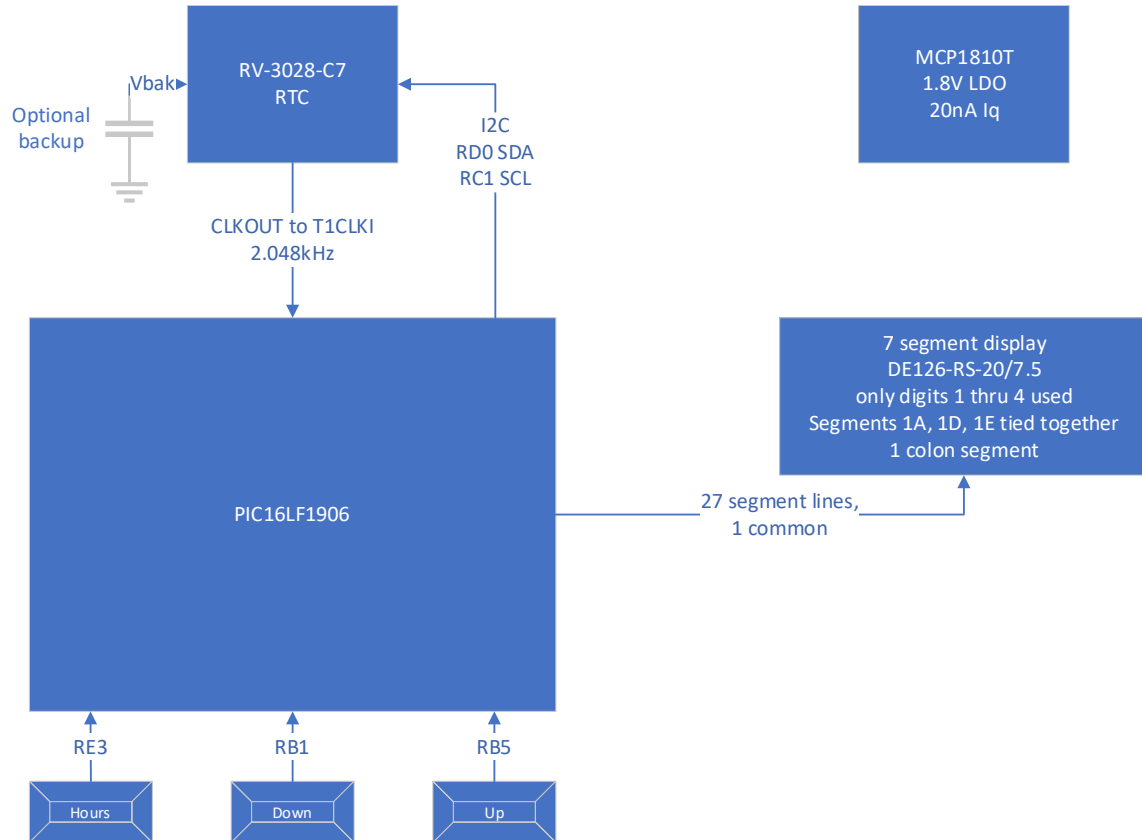 RV-3028-C7
RTC
MCP1810T
1.8V LDO
20nA Iq
Vbak
Optional
backup
I2C
RD0 SDA
RC1 SCL
CLKOUT to T1CLKI
2.048kHz
7 segment display
DE126-RS-20/7.5
only digits 1 thru 4 used
Segments 1A, 1D, 1E tied together
1 colon segment
PIC16LF1906
27 segment lines,
1 common
RE3
RB1
RB5
Hours
Down
Up